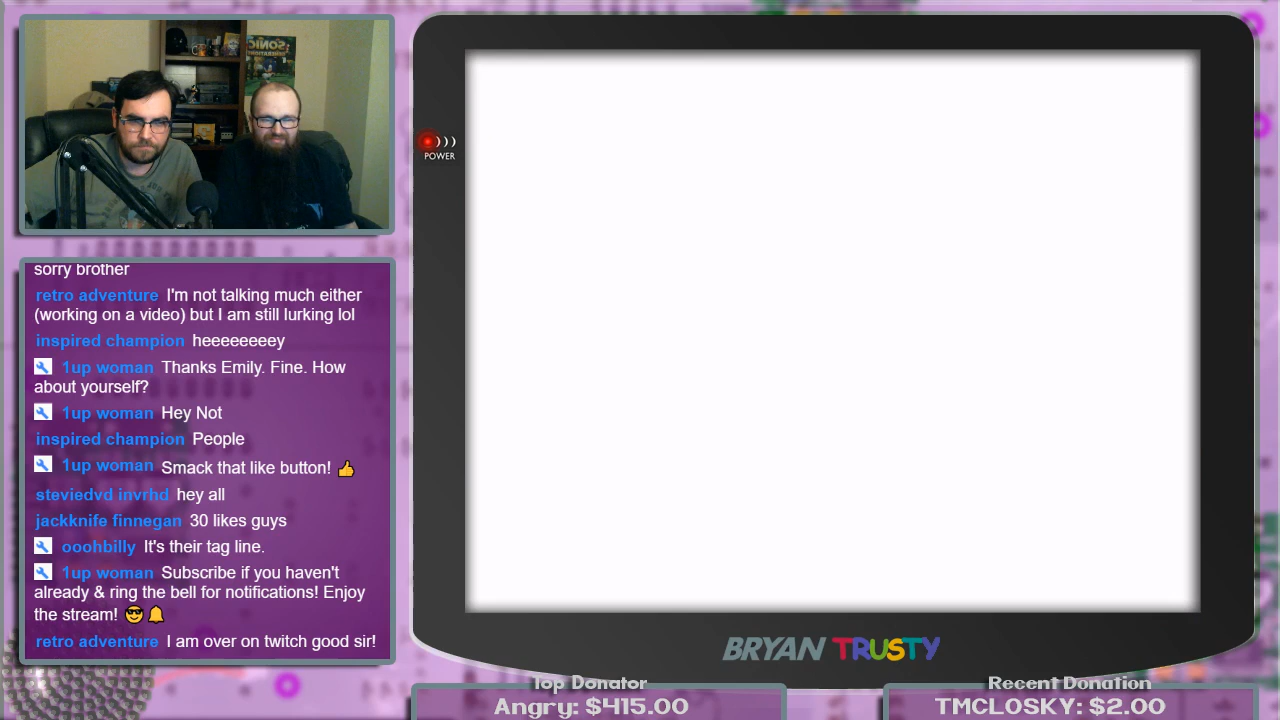 sorry brother
retro adventure I'm not talking much either
(working on a video) but I am still lurking lol
inspired champion heeeeeeeey
1up woman Thanks Emily. Fine. How
about yourself?
1up woman Hey Not
inspired champion People
1up woman Smack that like button! 👍
steviedvd invrhd hey all
jackknife finnegan 30 likes guys
ooohbilly It's their tag line.
1up woman Subscribe if you haven't
already & ring the bell for notifications! Enjoy
the stream! 😎🔔
retro adventure I am over on twitch good sir!
POWER
BRYAN TRUSTY
Top Donator
Angry: $415.00
Recent Donation
TMCLOSKY: $2.00